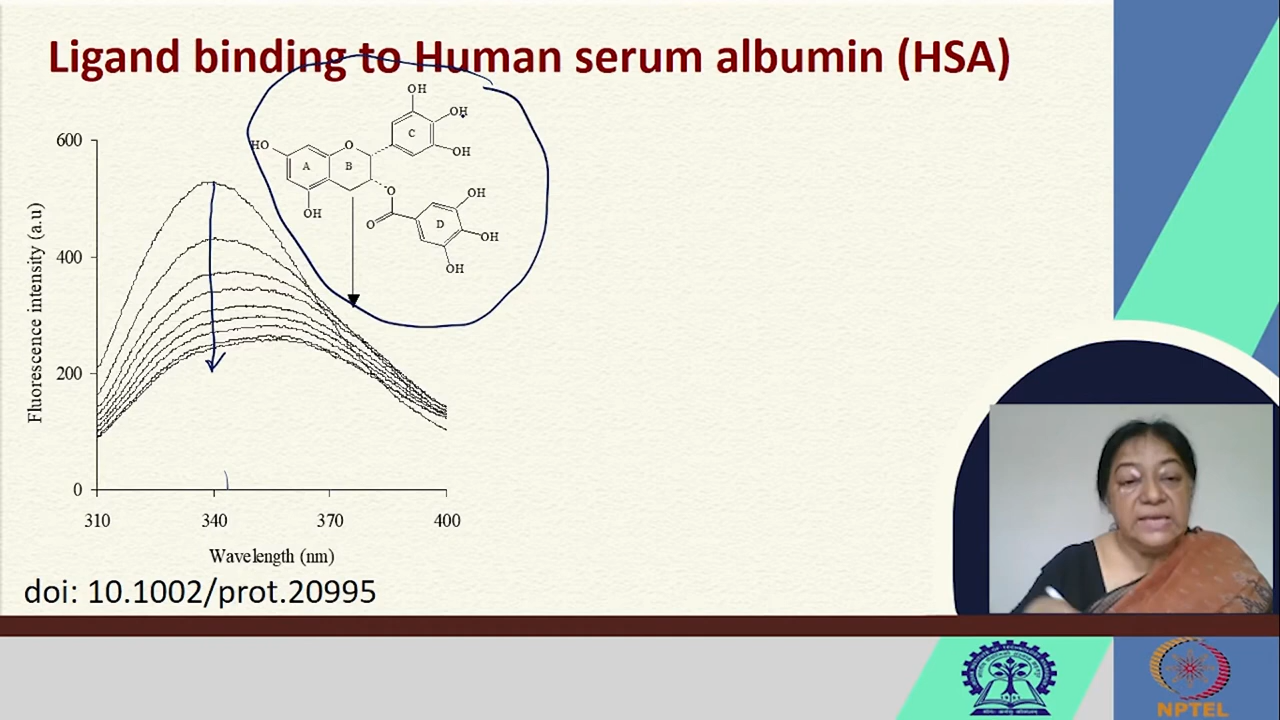 Ligand binding to Human serum albumin (HSA)
OH
OH
HO
O
C
OH
A
B
OH
O
O
OH
D
OH
OH
600
400
200
0
Fluorescence intensity (a.u)
310
340
370
400
Wavelength (nm)
doi: 10.1002/prot.20995
NPTEL